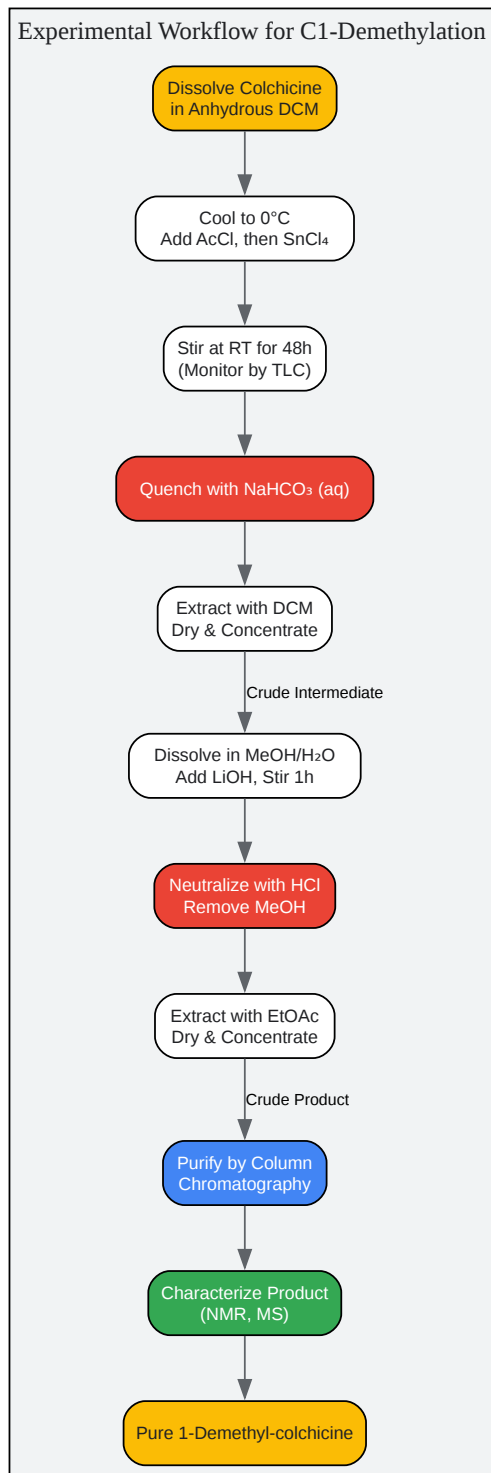 Experimental Workflow for C1-Demethylation
Dissolve Colchicine
in Anhydrous DCM
Cool to 0°C
Add AcCl, then SnCl₄
Stir at RT for 48h
(Monitor by TLC)
Quench with NaHCO₃ (aq)
Extract with DCM
Dry & Concentrate
Crude Intermediate
Dissolve in MeOH/H₂O
Add LiOH, Stir 1h
Neutralize with HCl
Remove MeOH
Extract with EtOAc
Dry & Concentrate
Crude Product
Purify by Column
Chromatography
Characterize Product
(NMR, MS)
Pure 1-Demethyl-colchicine